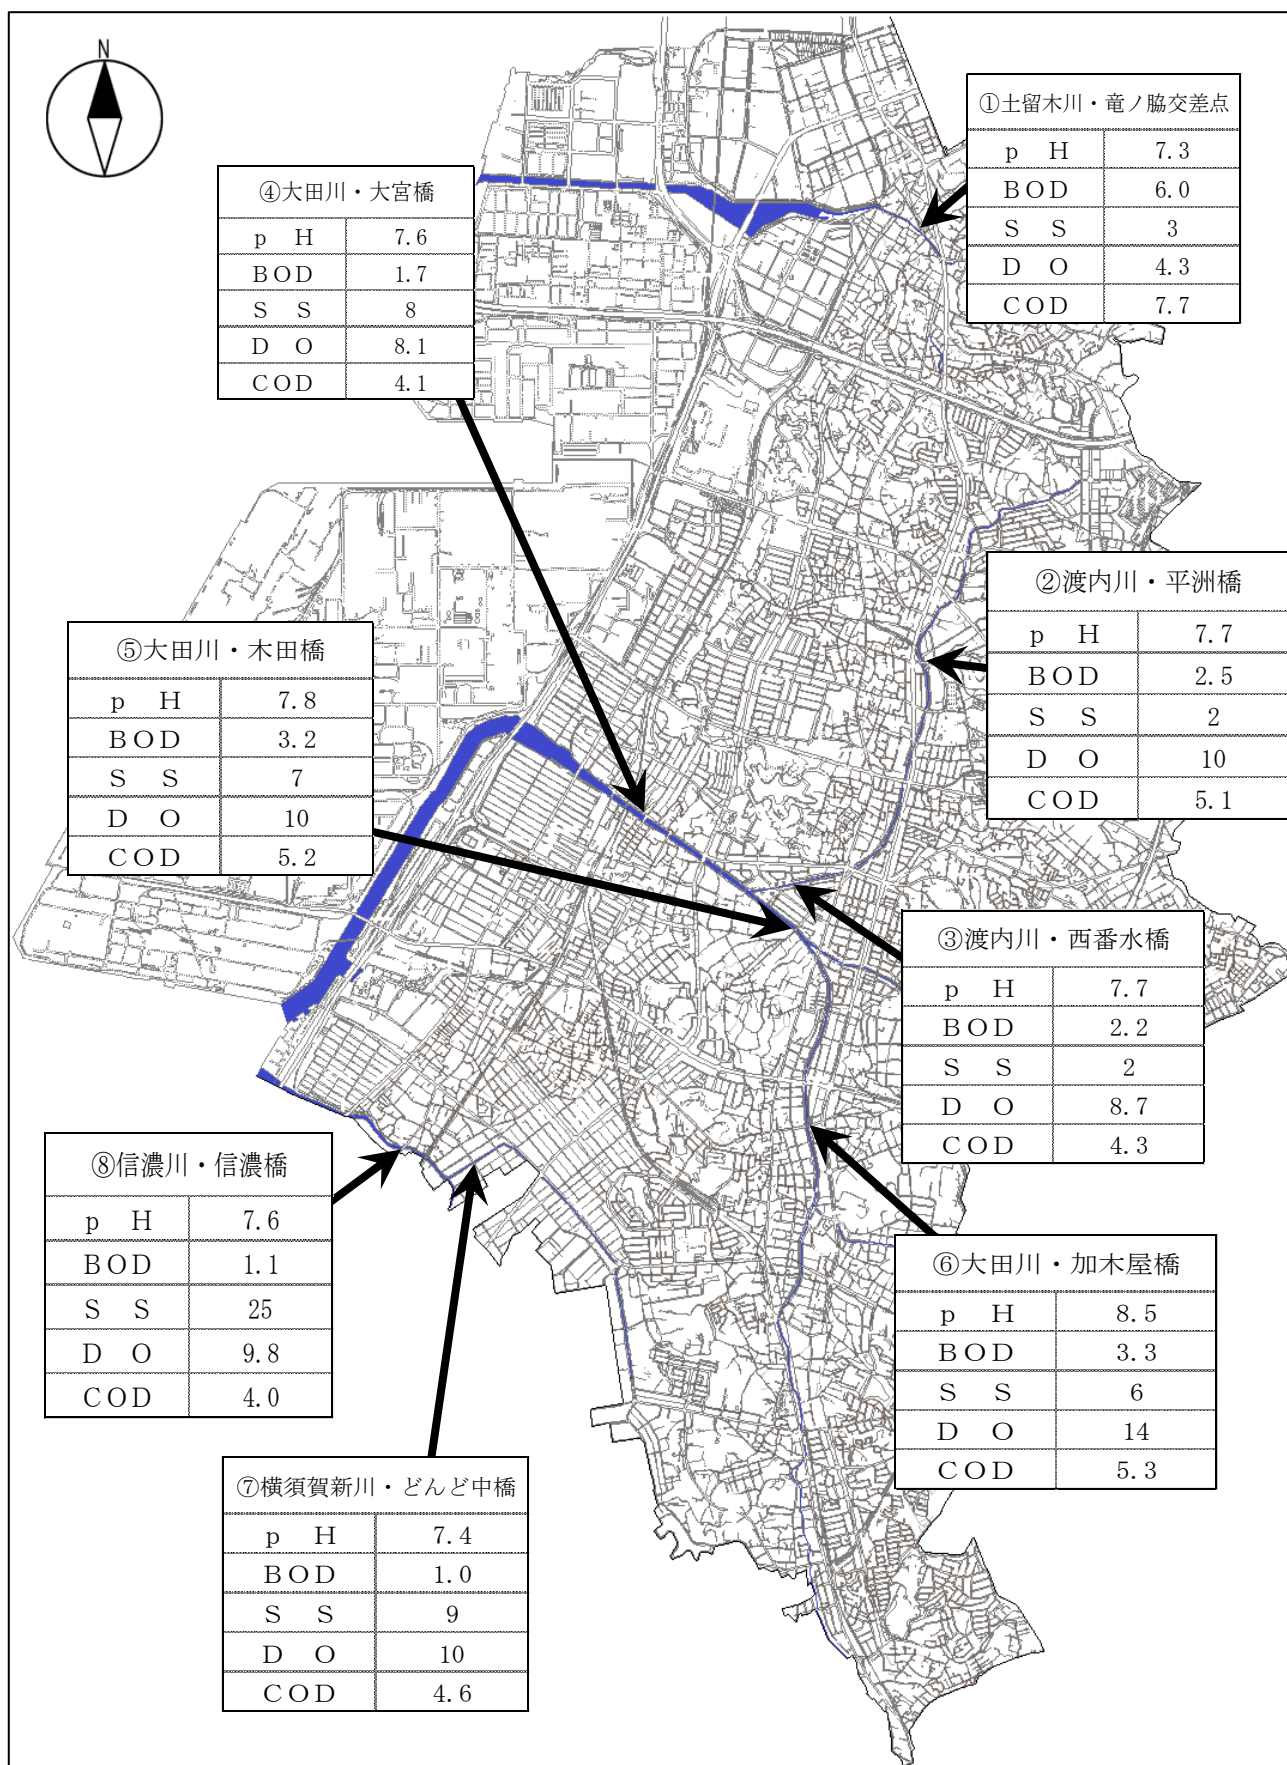 N
①土留木川・竜ノ脇交差点
p H 7.3
BOD 6.0
S S 3
D O 4.3
COD 7.7
④大田川・大宮橋
p H 7.6
BOD 1.7
S S 8
D O 8.1
COD 4.1
②渡内川・平洲橋
p H 7.7
BOD 2.5
S S 2
D O 10
COD 5.1
⑤大田川・木田橋
p H 7.8
BOD 3.2
S S 7
D O 10
COD 5.2
③渡内川・西番水橋
p H 7.7
BOD 2.2
S S 2
D O 8.7
COD 4.3
⑧信濃川・信濃橋
p H 7.6
BOD 1.1
S S 25
D O 9.8
COD 4.0
⑥大田川・加木屋橋
p H 8.5
BOD 3.3
S S 6
D O 14
COD 5.3
⑦横須賀新川・どんど中橋
p H 7.4
BOD 1.0
S S 9
D O 10
COD 4.6